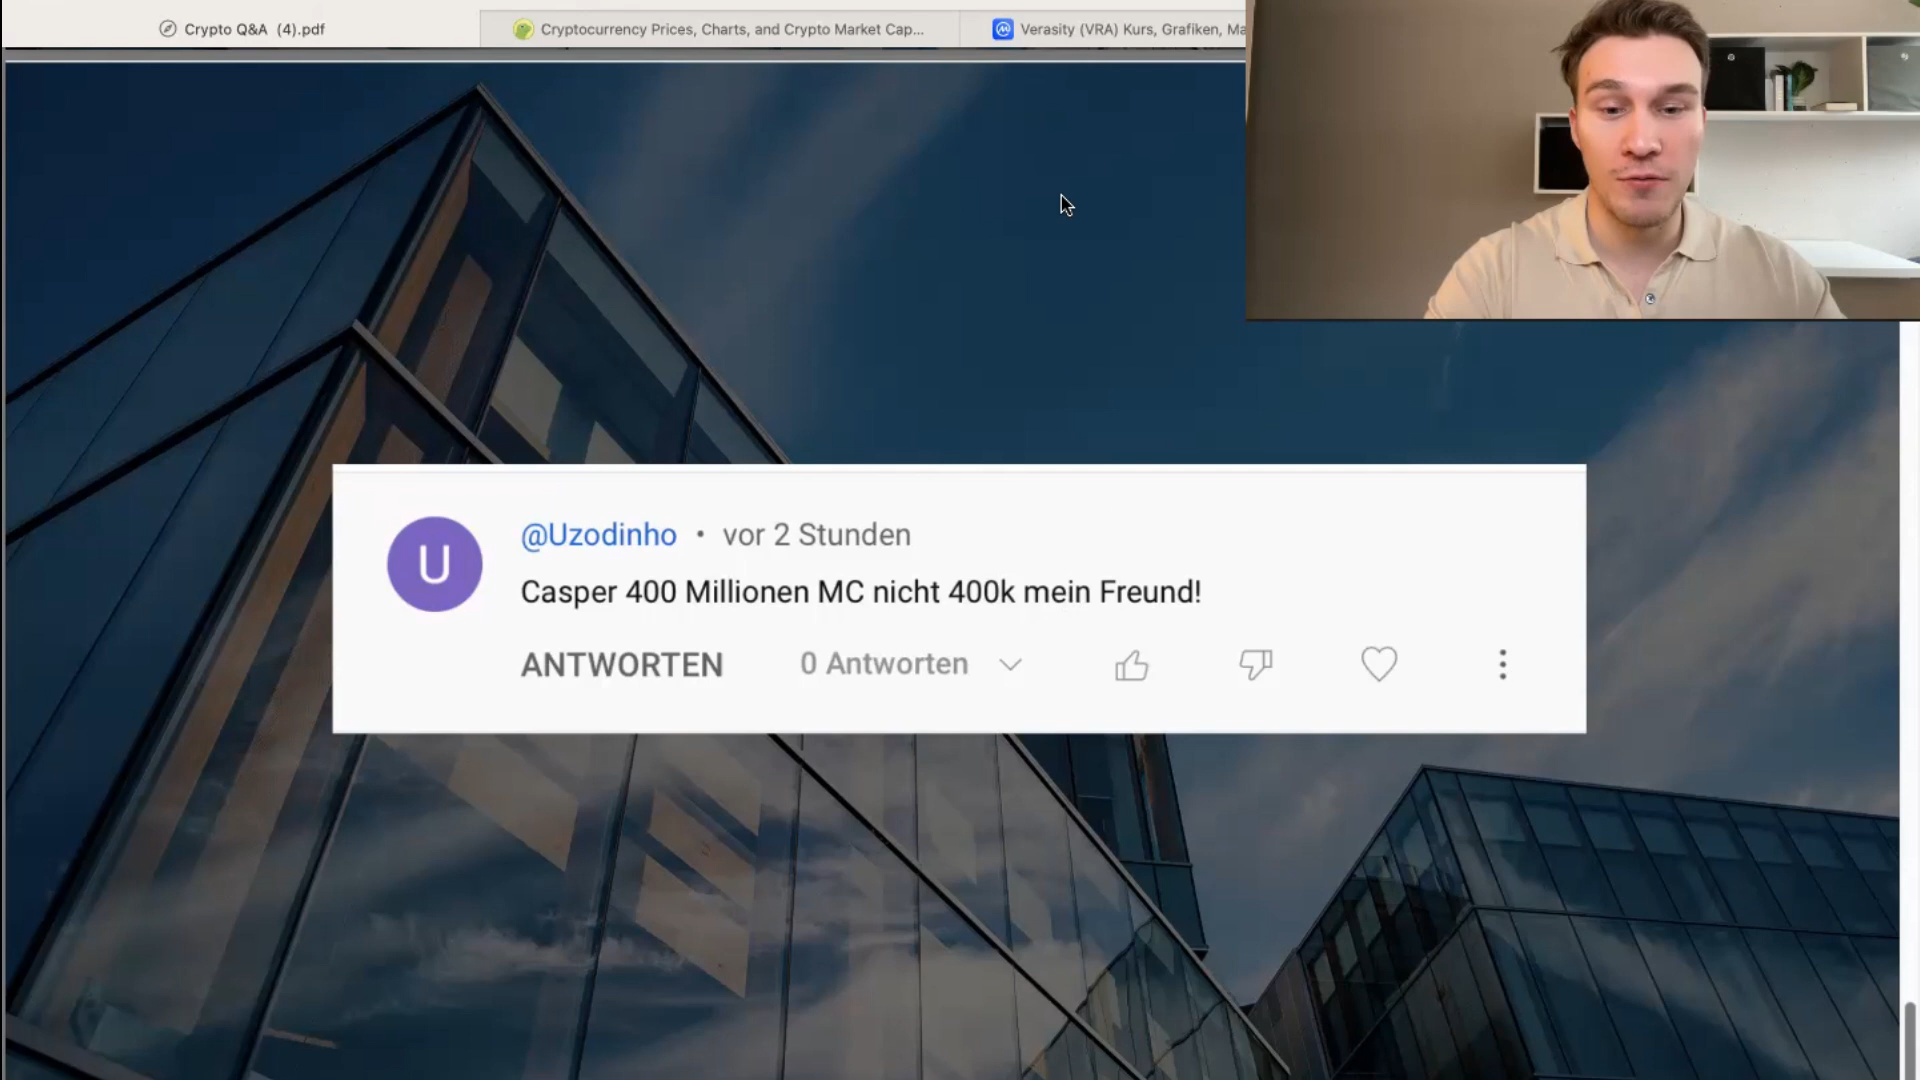 Crypto Q&A (4).pdf
Cryptocurrency Prices, Charts, and Crypto Market Cap...
Verasity (VRA) Kurs, Grafiken, Ma
U
@Uzodinho • vor 2 Stunden
Casper 400 Millionen MC nicht 400k mein Freund!
ANTWORTEN 0 Antworten